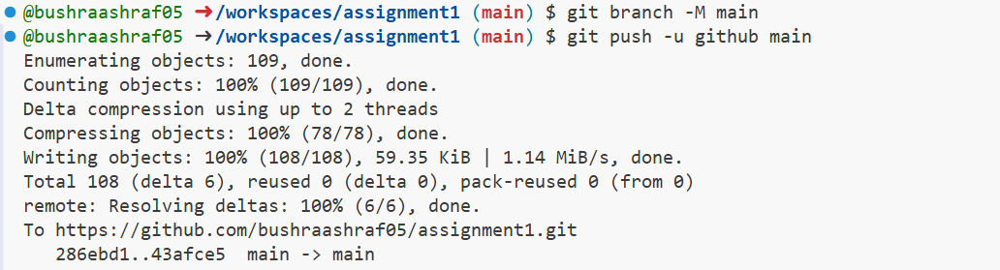 @bushraashraf05 ➜ /workspaces/assignment1 (main) $ git branch -M main
@bushraashraf05 ➜ /workspaces/assignment1 (main) $ git push -u github main
Enumerating objects: 109, done.
Counting objects: 100% (109/109), done.
Delta compression using up to 2 threads
Compressing objects: 100% (78/78), done.
Writing objects: 100% (108/108), 59.35 KiB | 1.14 MiB/s, done.
Total 108 (delta 6), reused 0 (delta 0), pack-reused 0 (from 0)
remote: Resolving deltas: 100% (6/6), done.
To https://github.com/bushraashraf05/assignment1.git
   286ebd1..43afce5  main -> main